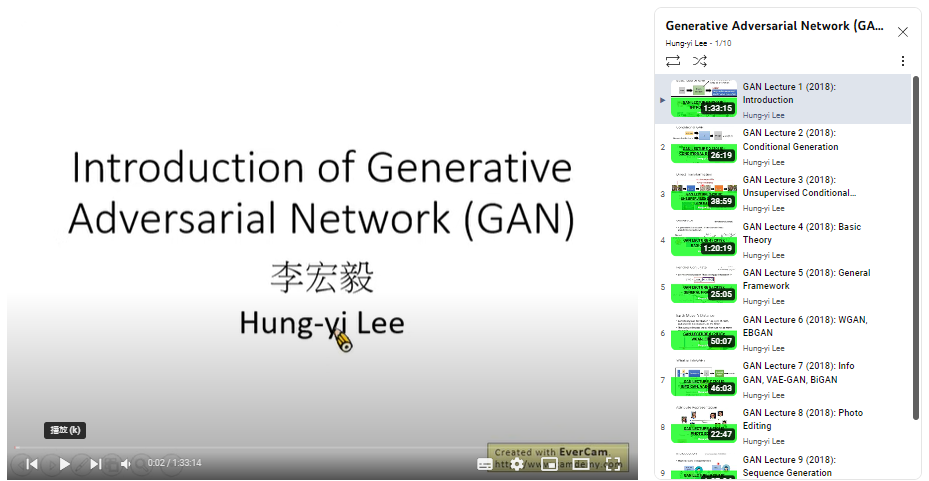 Introduction of Generative
Adversarial Network (GAN)
李宏毅
Hung-yi Lee
播放 (k)
0:02 / 1:33:14
Created with EverCam.
Generative Adversarial Network (GA...
Hung-yi Lee - 1/10
1:33:15
GAN Lecture 1 (2018):
Introduction
Hung-yi Lee
2
26:19
GAN Lecture 2 (2018):
Conditional Generation
Hung-yi Lee
3
38:59
GAN Lecture 3 (2018):
Unsupervised Conditional...
Hung-yi Lee
4
1:20:19
GAN Lecture 4 (2018): Basic
Theory
Hung-yi Lee
5
25:05
GAN Lecture 5 (2018): General
Framework
Hung-yi Lee
6
50:07
GAN Lecture 6 (2018): WGAN,
EBGAN
Hung-yi Lee
7
46:03
GAN Lecture 7 (2018): Info
GAN, VAE-GAN, BiGAN
Hung-yi Lee
8
22:47
GAN Lecture 8 (2018): Photo
Editing
Hung-yi Lee
9
GAN Lecture 9 (2018):
Sequence Generation